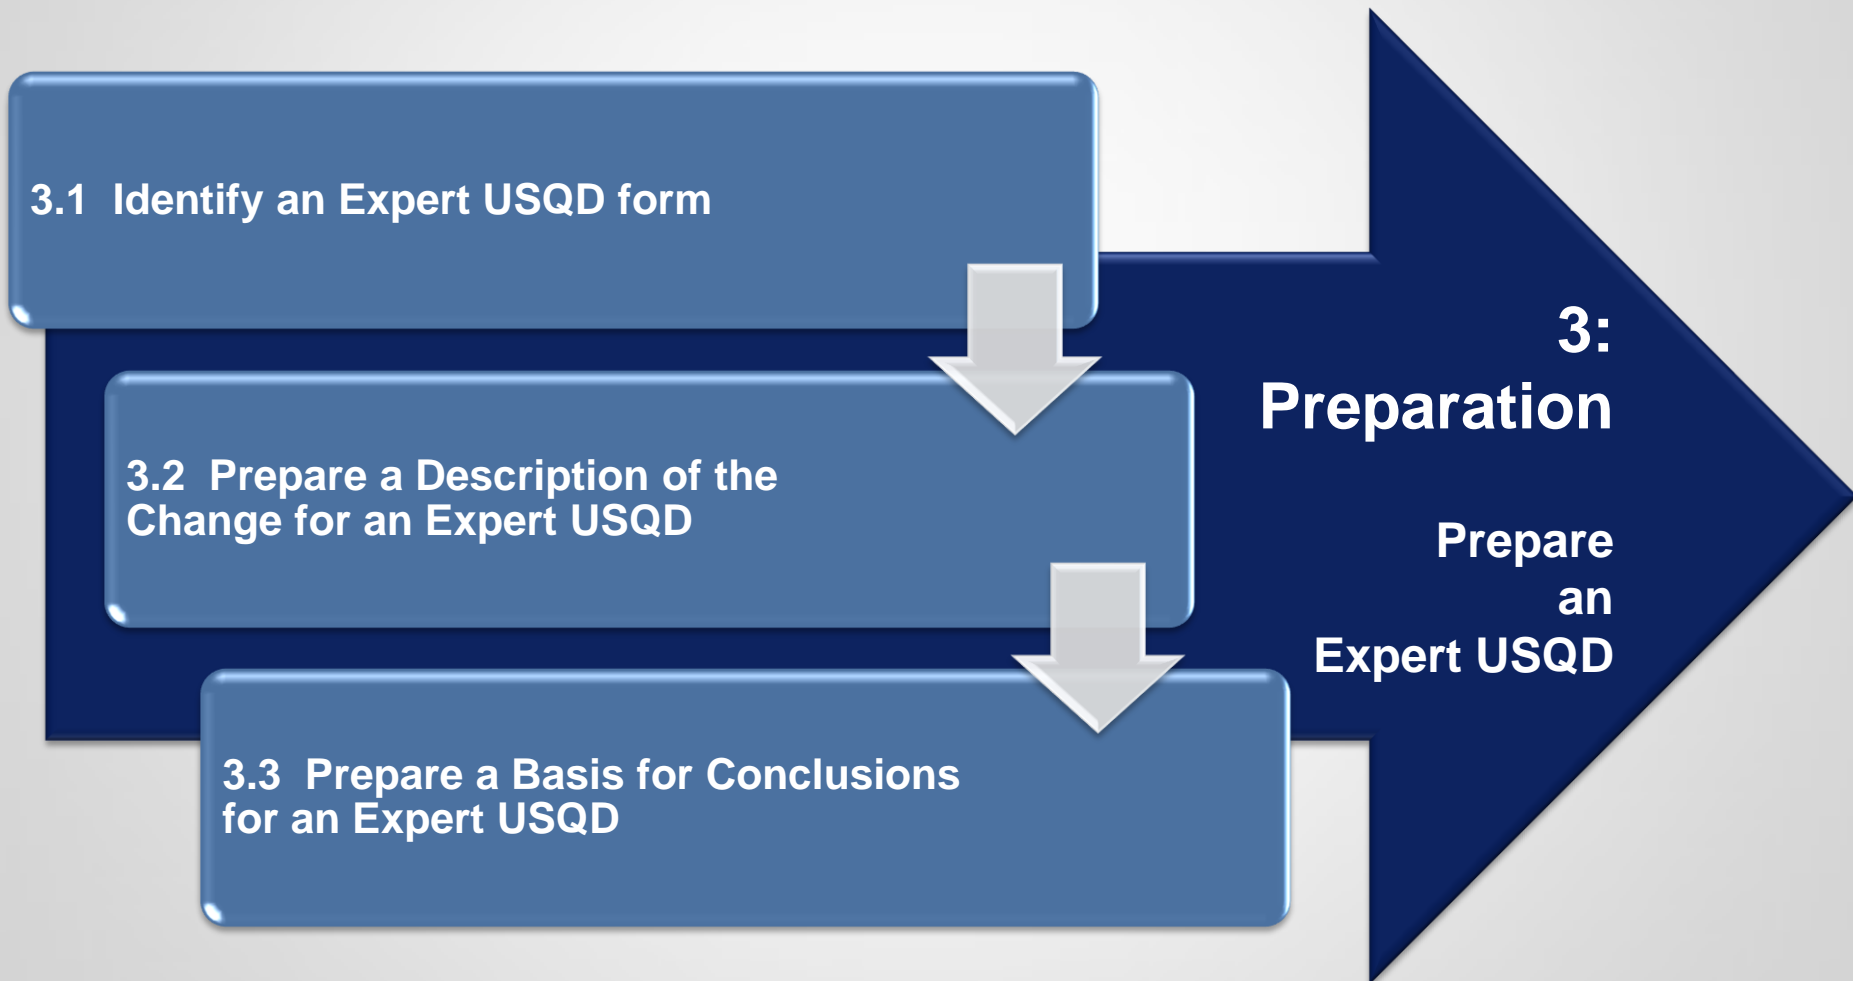 3.1  Identify an Expert USQD form
3.2  Prepare a Description of the
Change for an Expert USQD
3.3  Prepare a Basis for Conclusions
for an Expert USQD
3:
Preparation
Prepare
an
Expert USQD